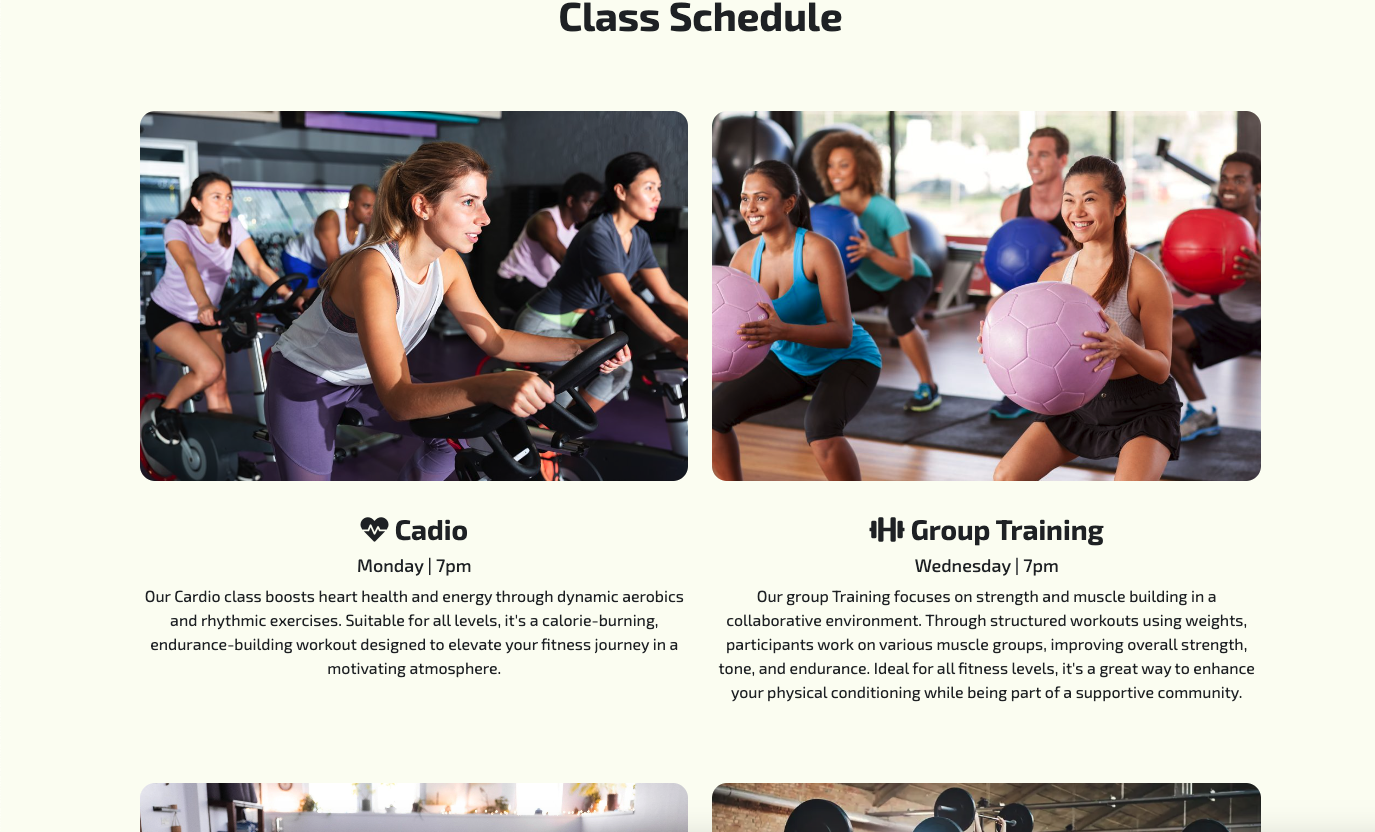 Class Schedule
Cadio
Monday | 7pm
Our Cardio class boosts heart health and energy through dynamic aerobics
and rhythmic exercises. Suitable for all levels, it's a calorie-burning,
endurance-building workout designed to elevate your fitness journey in a
motivating atmosphere.
Group Training
Wednesday | 7pm
Our group Training focuses on strength and muscle building in a
collaborative environment. Through structured workouts using weights,
participants work on various muscle groups, improving overall strength,
tone, and endurance. Ideal for all fitness levels, it's a great way to enhance
your physical conditioning while being part of a supportive community.